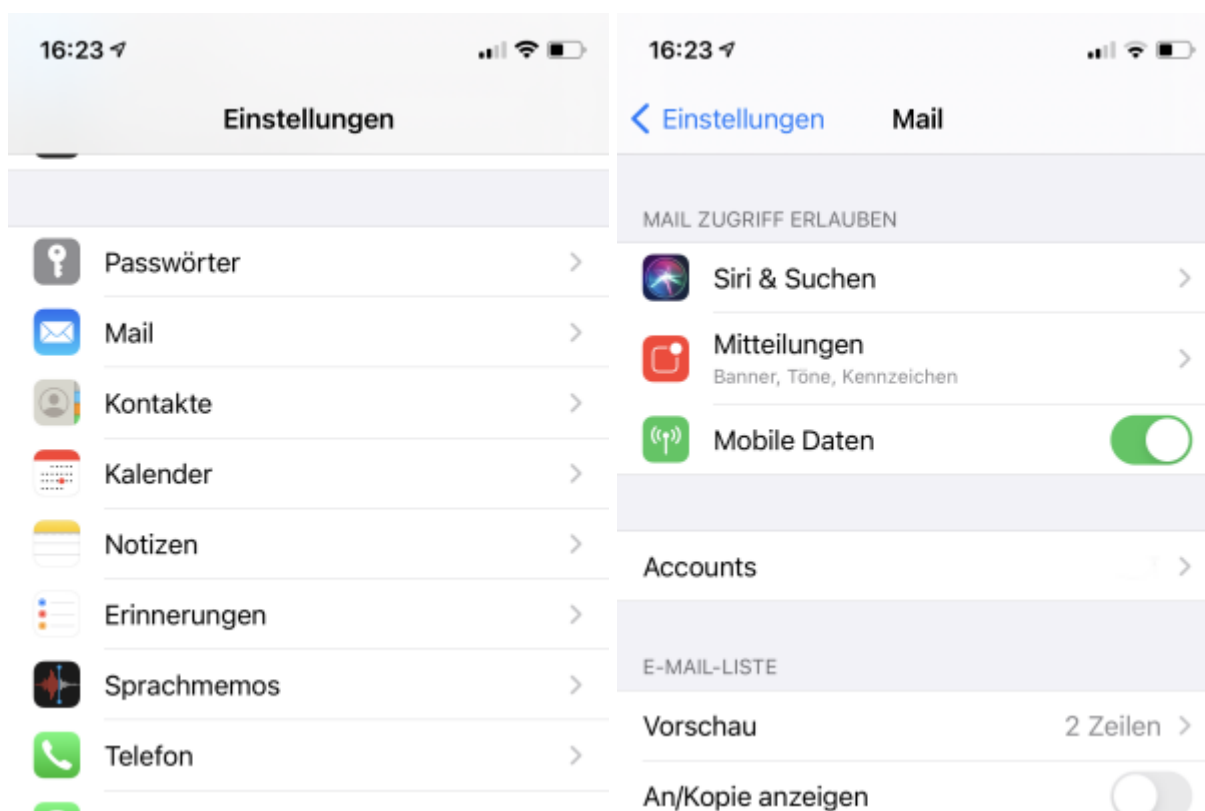 16:23
Einstellungen
Passwörter
Mail
Kontakte
Kalender
Notizen
Erinnerungen
Sprachmemos
Telefon
16:23
Einstellungen Mail
MAIL ZUGRIFF ERLAUBEN
Siri & Suchen
Mitteilungen
Banner, Töne, Kennzeichen
Mobile Daten
Accounts
E-MAIL-LISTE
Vorschau 2 Zeilen
An/Kopie anzeigen